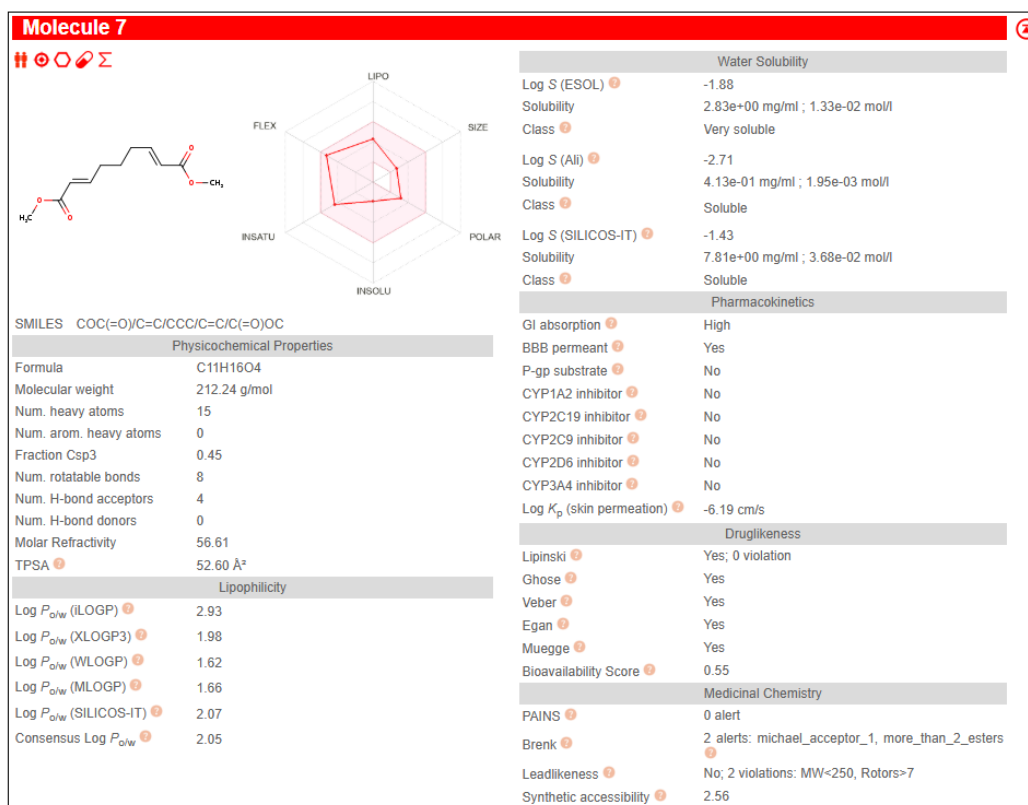 Molecule 7
LIPO
FLEX
SIZE
INSATU
POLAR
INSOLU
O
O
CH₃
O
H₃C
O
SMILES COC(=O)/C=C/CCC/C=C/C(=O)OC
Physicochemical Properties
Formula C11H16O4
Molecular weight 212.24 g/mol
Num. heavy atoms 15
Num. arom. heavy atoms 0
Fraction Csp3 0.45
Num. rotatable bonds 8
Num. H-bond acceptors 4
Num. H-bond donors 0
Molar Refractivity 56.61
TPSA ? 52.60 Å²
Lipophilicity
Log Po/w (iLOGP) ? 2.93
Log Po/w (XLOGP3) ? 1.98
Log Po/w (WLOGP) ? 1.62
Log Po/w (MLOGP) ? 1.66
Log Po/w (SILICOS-IT) ? 2.07
Consensus Log Po/w ? 2.05
Water Solubility
Log S (ESOL) ? -1.88
Solubility 2.83e+00 mg/ml ; 1.33e-02 mol/l
Class ? Very soluble
Log S (Ali) ? -2.71
Solubility 4.13e-01 mg/ml ; 1.95e-03 mol/l
Class ? Soluble
Log S (SILICOS-IT) ? -1.43
Solubility 7.81e+00 mg/ml ; 3.68e-02 mol/l
Class ? Soluble
Pharmacokinetics
GI absorption ? High
BBB permeant ? Yes
P-gp substrate ? No
CYP1A2 inhibitor ? No
CYP2C19 inhibitor ? No
CYP2C9 inhibitor ? No
CYP2D6 inhibitor ? No
CYP3A4 inhibitor ? No
Log Kp (skin permeation) ? -6.19 cm/s
Druglikeness
Lipinski ? Yes; 0 violation
Ghose ? Yes
Veber ? Yes
Egan ? Yes
Muegge ? Yes
Bioavailability Score ? 0.55
Medicinal Chemistry
PAINS ? 0 alert
Brenk ? 2 alerts: michael_acceptor_1, more_than_2_esters
?
Leadlikeness ? No; 2 violations: MW<250, Rotors>7
Synthetic accessibility ? 2.56